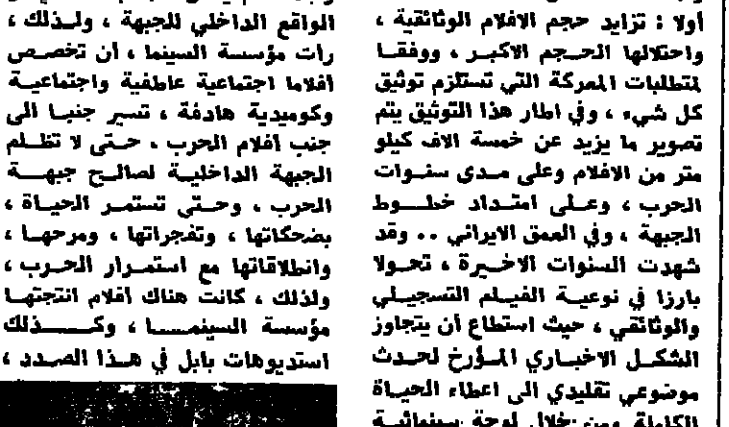 أولا : تزايد حجم الافلام الوثائقية ،
واحتلالها الحجم الاكبر ، ووفقا
لمتطلبات المعركة التي تستلزم توثيق
كل شيء ، وفي اطار هذا التوثيق يتم
تصوير ما يزيد عن خمسة الاف كيلو
متر من الافلام وعلى مدى سنوات
الحرب ، وعلى امتداد خطوط
الجبهة ، وفي العمق الايراني .. وقد
شهدت السنوات الاخيرة ، تحولا
بارزا في نوعية الفيلم التسجيلي
والوثائقي ، حيث استطاع أن يتجاوز
الشكل الاخباري المؤرخ لحدث
موضوعي تقليدي الى اعطاء الحياة
الكاملة ومن خلال لوحة سينمائية
الواقع الداخلي للجبهة ، ولذلك ،
رات مؤسسة السينما ، أن تخصص
أفلاما اجتماعية عاطفية واجتماعية
وكوميدية هادفة ، تسير جنبا الى
جنب أفلام الحرب ، حتى لا تظلم
الجبهة الداخلية لصالح جبهة
الحرب ، وحتى تستمر الحياة ،
بضحكاتها ، وتفجراتها ، ومرحها ،
وانطلاقاتها مع استمرار الحرب ،
ولذلك ، كانت هناك أفلام انتجتها
مؤسسة السينما ، وكذلك
استديوهات بابل في هذا الصدد ،